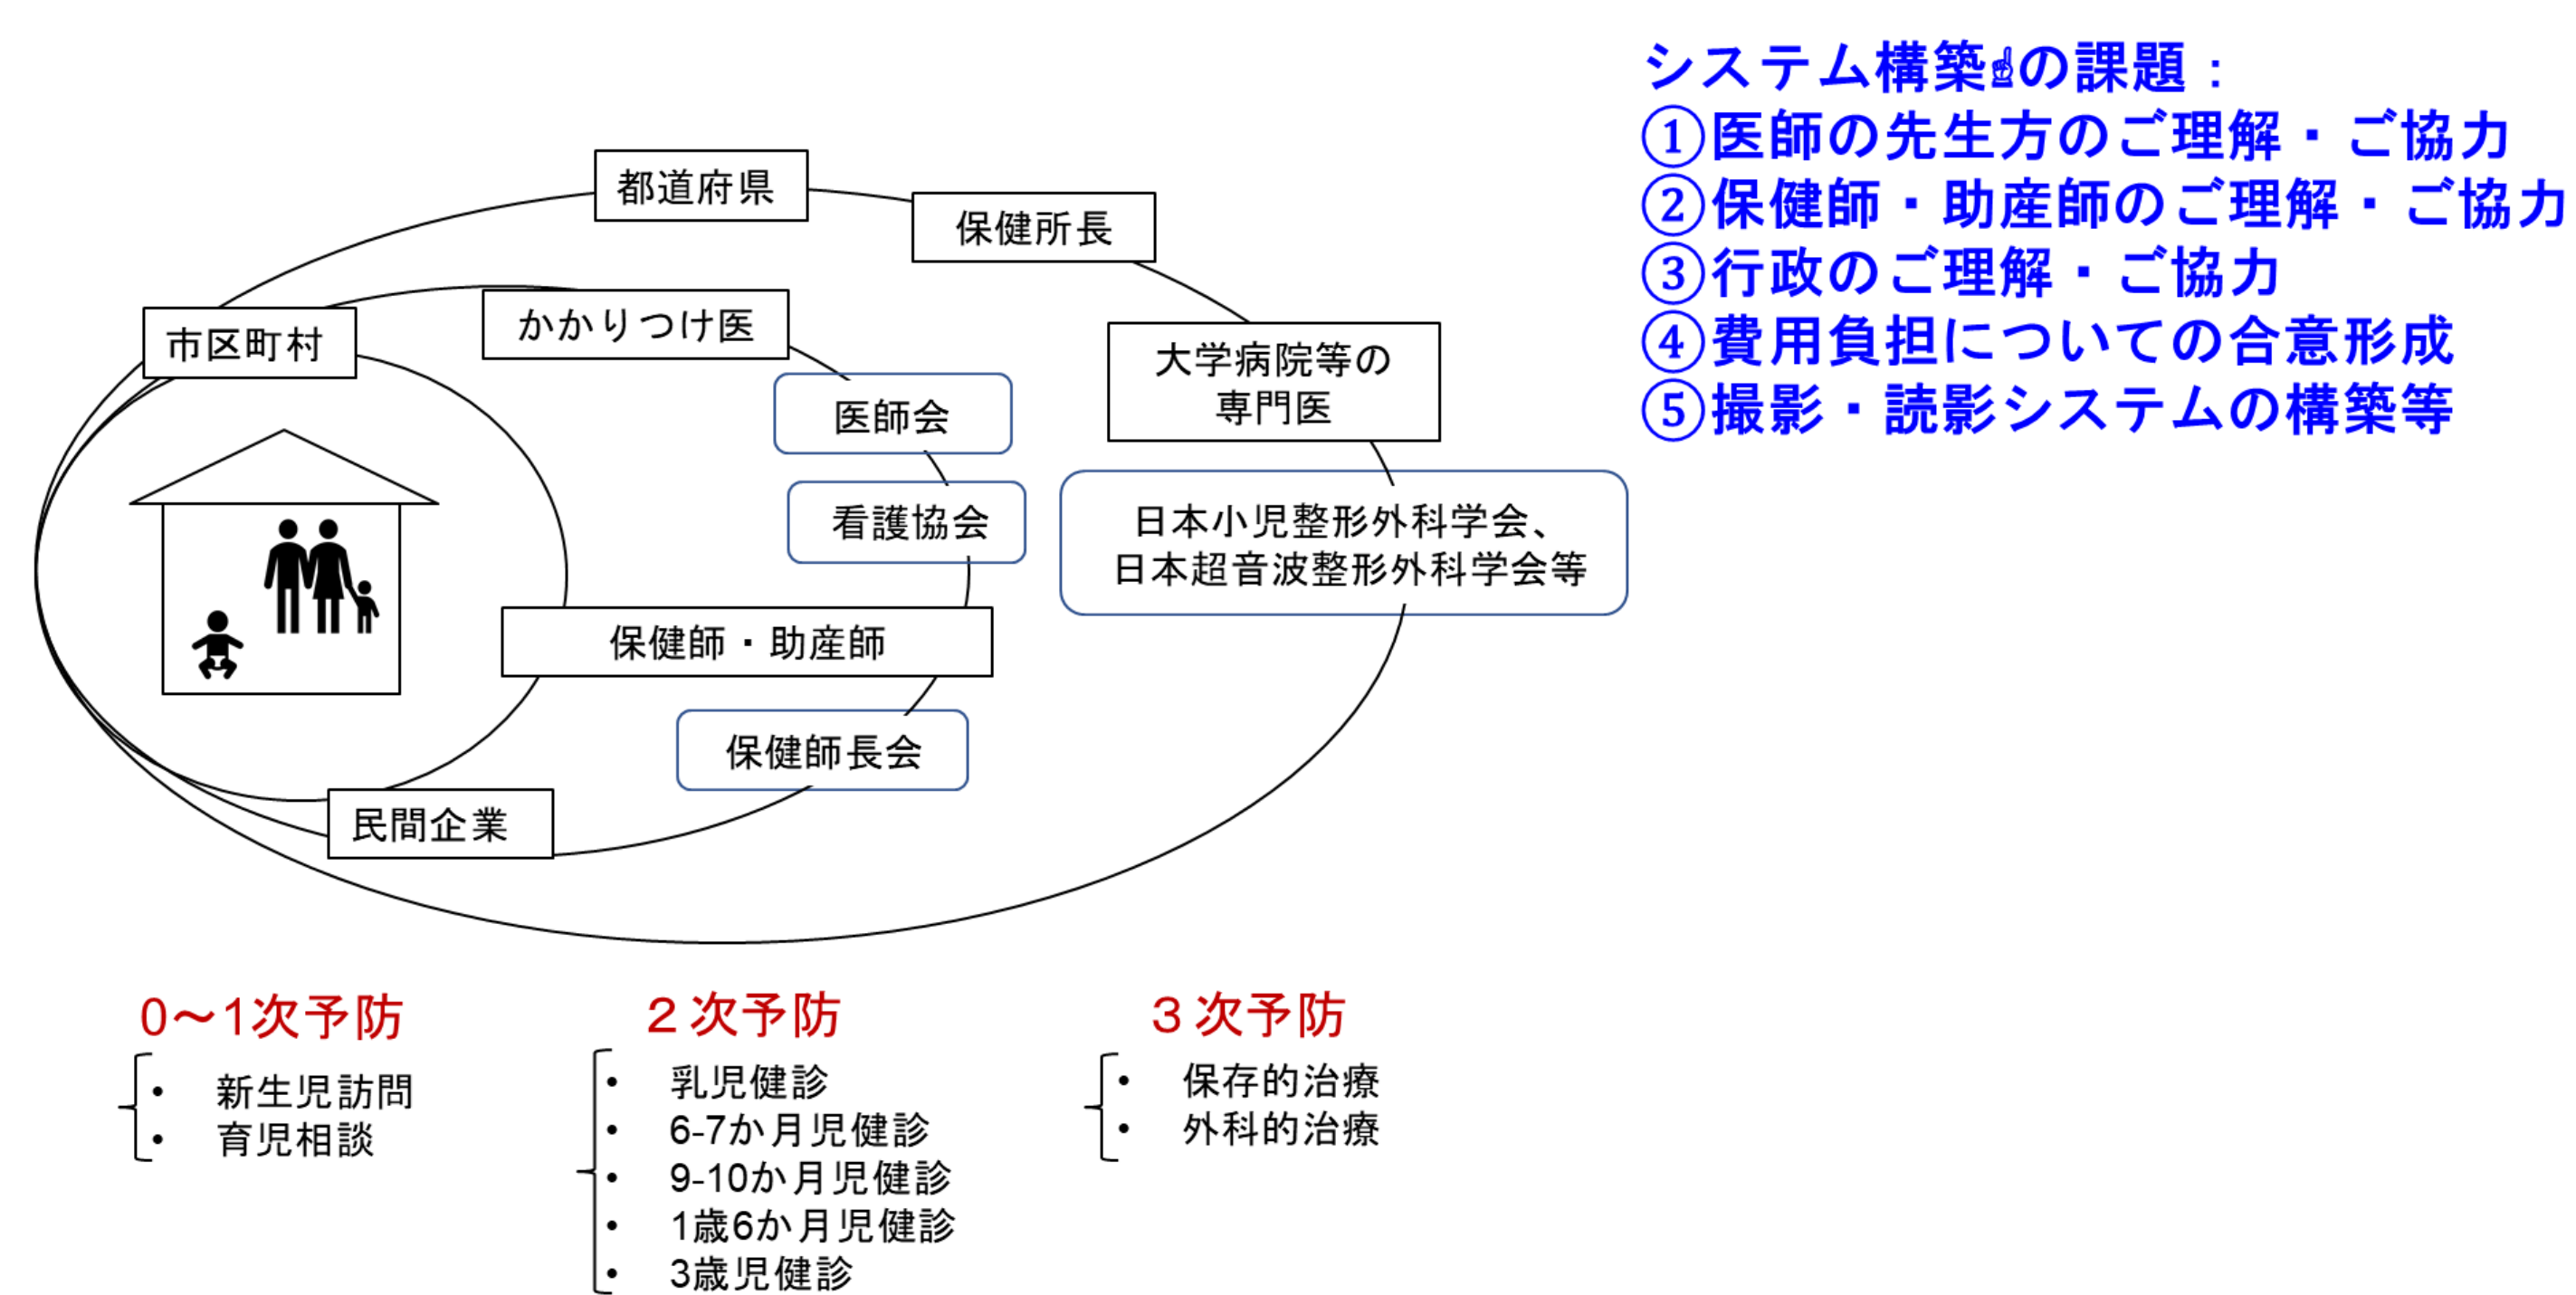 システム構築☝の課題：
①医師の先生方のご理解・ご協力
②保健師・助産師のご理解・ご協力
③行政のご理解・ご協力
④費用負担についての合意形成
⑤撮影・読影システムの構築等
都道府県
保健所長
市区町村
かかりつけ医
大学病院等の
専門医
医師会
看護協会
日本小児整形外科学会、
日本超音波整形外科学会等
保健師・助産師
保健師長会
民間企業
0～1次予防
• 新生児訪問
• 育児相談
２次予防
• 乳児健診
• 6-7か月児健診
• 9-10か月児健診
• 1歳6か月児健診
• 3歳児健診
３次予防
• 保存的治療
• 外科的治療